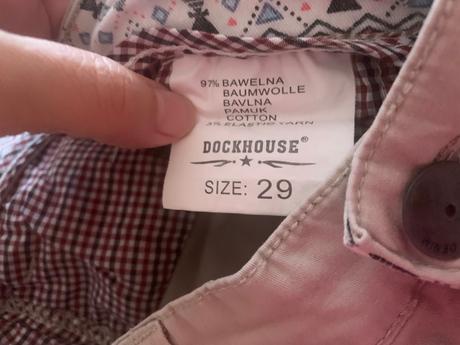 97% BAWEŁNA
BAUMWOLLE
BAVLNA
PAMUK
COTTON
3% ELASTIC YARN
DOCKHOUSE®
SIZE: 29